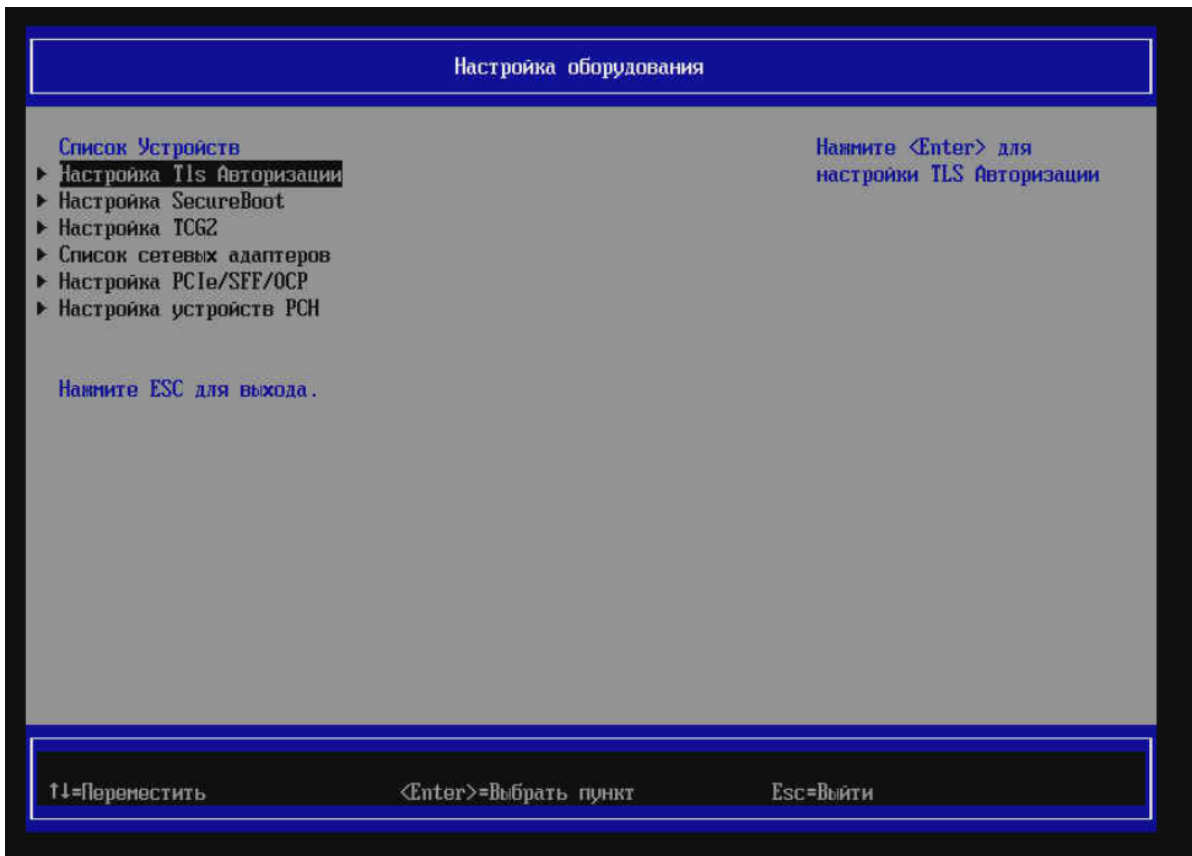 Настройка оборудования
Список Устройств
Нажмите <Enter> для
▶ Настройка Tls Авторизации
настройки TLS Авторизации
▶ Настройка SecureBoot
▶ Настройка TCG2
▶ Список сетевых адаптеров
▶ Настройка PCIe/SFF/OCP
▶ Настройка устройств PCH
Нажмите ESC для выхода.
↑↓=Переместить
<Enter>=Выбрать пункт
Esc=Выйти